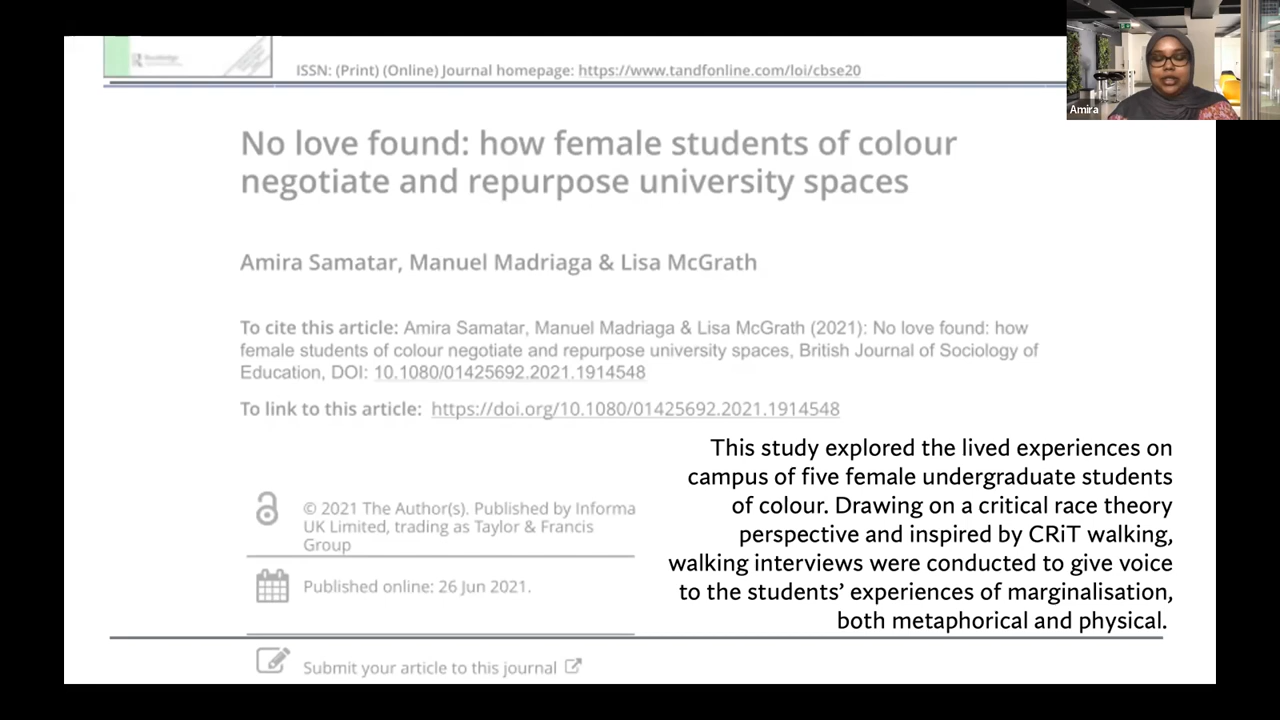 Routledge
ISSN: (Print) (Online) Journal homepage: https://www.tandfonline.com/loi/cbse20
Amira
No love found: how female students of colour
negotiate and repurpose university spaces
Amira Samatar, Manuel Madriaga & Lisa McGrath
To cite this article: Amira Samatar, Manuel Madriaga & Lisa McGrath (2021): No love found: how
female students of colour negotiate and repurpose university spaces, British Journal of Sociology of
Education, DOI: 10.1080/01425692.2021.1914548
To link to this article: https://doi.org/10.1080/01425692.2021.1914548
© 2021 The Author(s). Published by Informa
UK Limited, trading as Taylor & Francis
Group
Published online: 26 Jun 2021.
Submit your article to this journal
This study explored the lived experiences on
campus of five female undergraduate students
of colour. Drawing on a critical race theory
perspective and inspired by CRiT walking,
walking interviews were conducted to give voice
to the students’ experiences of marginalisation,
both metaphorical and physical.